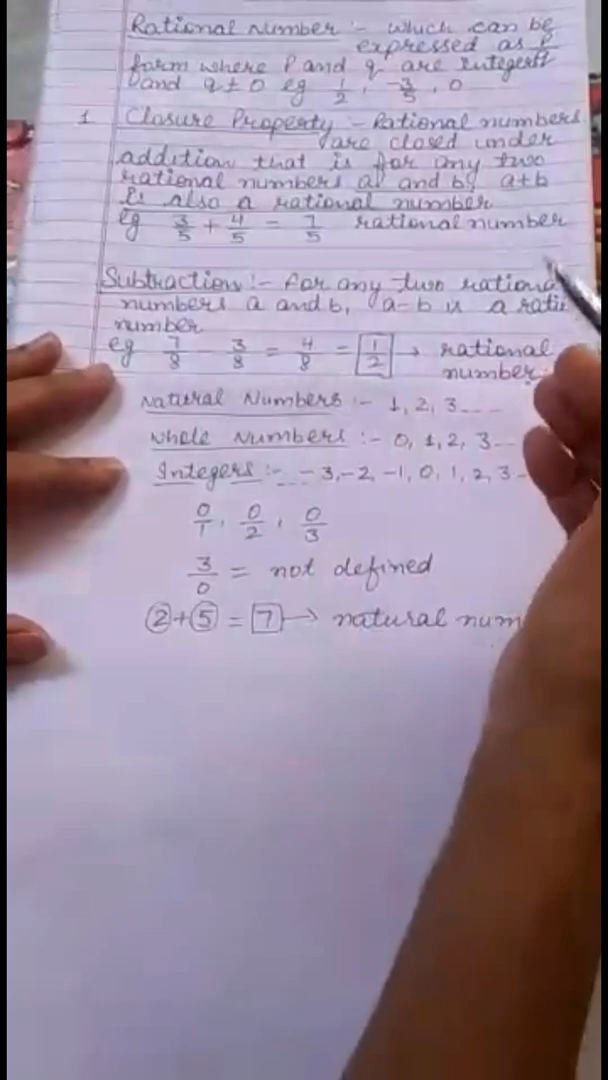 Rational number :- which can be
expressed as P/q
form where P and q are integers
and q ≠ 0 eg 1/2, -3/5, 0
1 Closure Property :- Rational numbers
are closed under
addition that is for any two
rational numbers a and b, a+b
is also a rational number
eg 3/5 + 4/5 = 7/5 rational number
Subtraction :- for any two
numbers a and b, a-b is a
number
eg 7/8 3/8 = 4/8 = 1/2 → rational
number
Natural Numbers :- 1, 2, 3....
Whole Numbers :- 0, 1, 2, 3...
Integers :- ... -3, -2, -1, 0, 1, 2, 3..
0/1, 0/2, 0/3
3/0 = not defined
2+5 = 7 → natural num